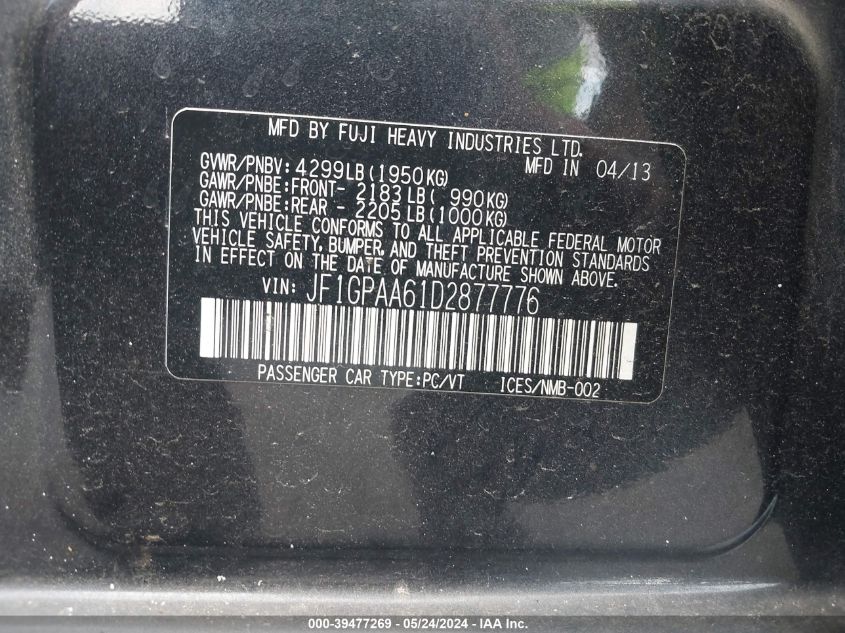 MFD BY FUJI HEAVY INDUSTRIES LTD.
GVWR/PNBV: 4299LB (1950KG) MFD IN 04/13
GAWR/PNBE: FRONT- 2183LB ( 990KG)
GAWR/PNBE: REAR - 2205LB (1000KG)
THIS VEHICLE CONFORMS TO ALL APPLICABLE FEDERAL MOTOR
VEHICLE SAFETY, BUMPER, AND THEFT PREVENTION STANDARDS
IN EFFECT ON THE DATE OF MANUFACTURE SHOWN ABOVE.
VIN: JF1GPAA61D2877776
PASSENGER CAR TYPE:PC/VT ICES/NMB-002
000-39477269 - 05/24/2024 - IAA Inc.